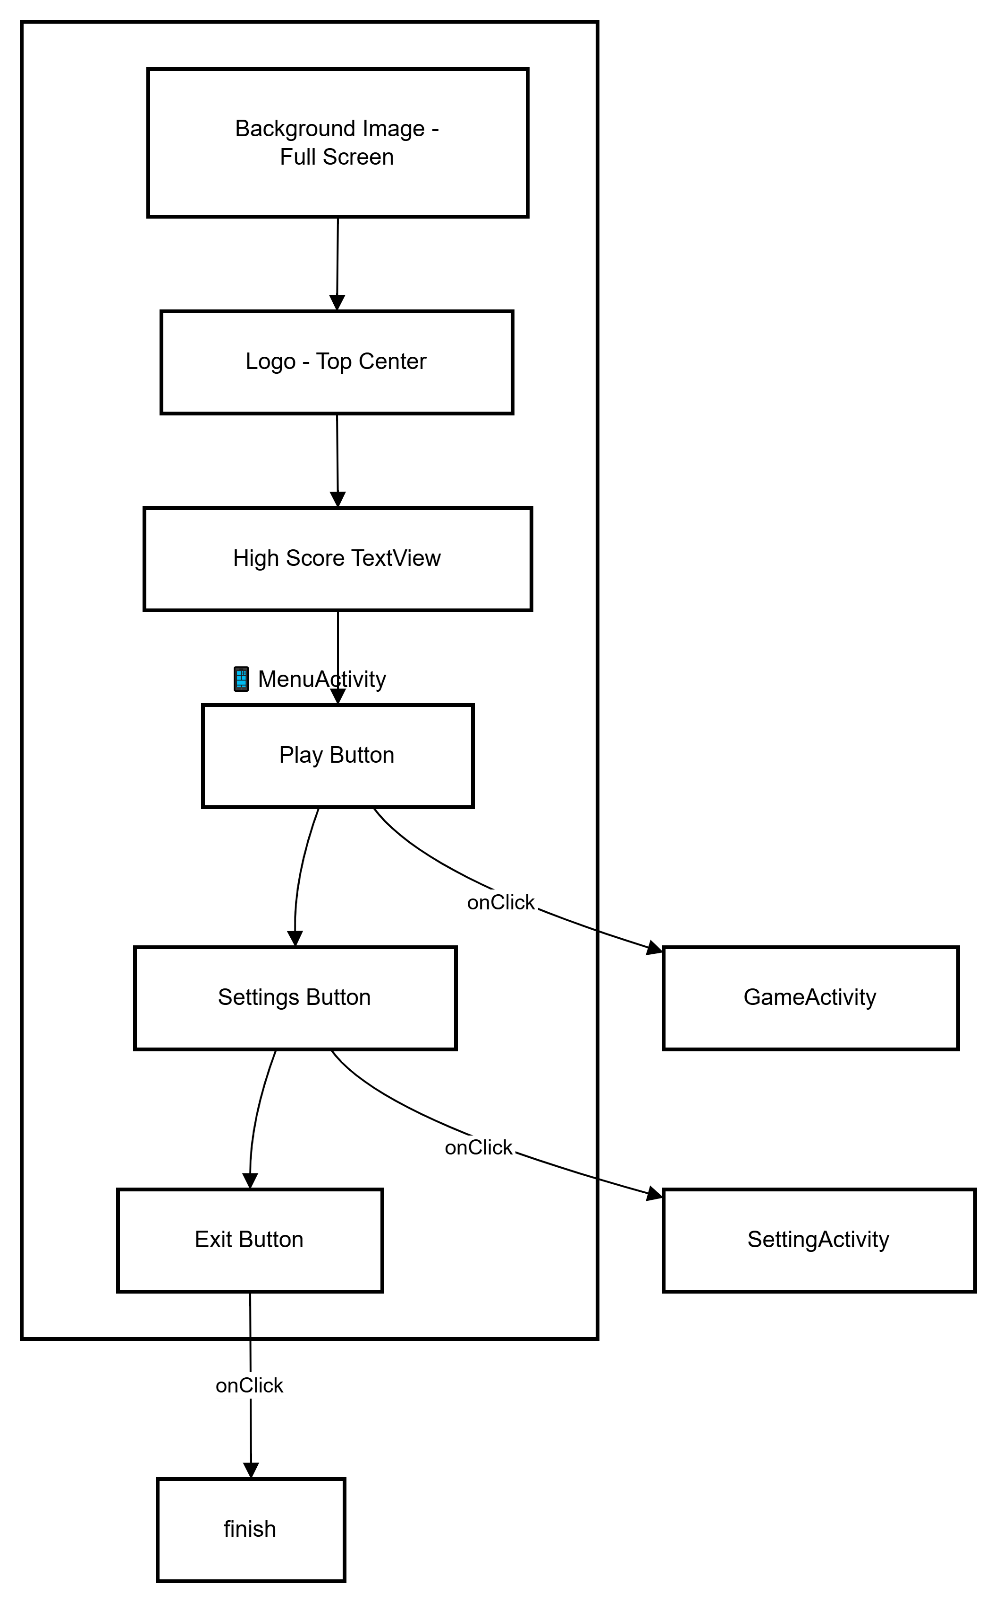 Background Image -
Full Screen
Logo - Top Center
High Score TextView
📱 MenuActivity
Play Button
onClick
Settings Button
GameActivity
onClick
Exit Button
SettingActivity
onClick
finish